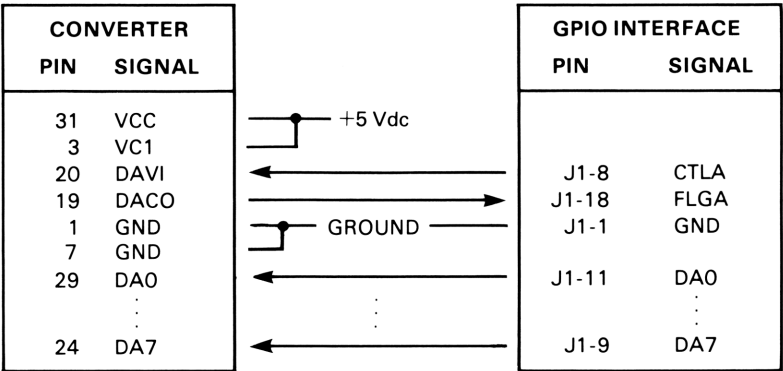 CONVERTER GPIO INTERFACE
PIN SIGNAL PIN SIGNAL
31 VCC +5 Vdc
3 VC1
20 DAVI J1-8 CTLA
19 DACO J1-18 FLGA
1 GND GROUND J1-1 GND
7 GND
29 DA0 J1-11 DA0
24 DA7 J1-9 DA7